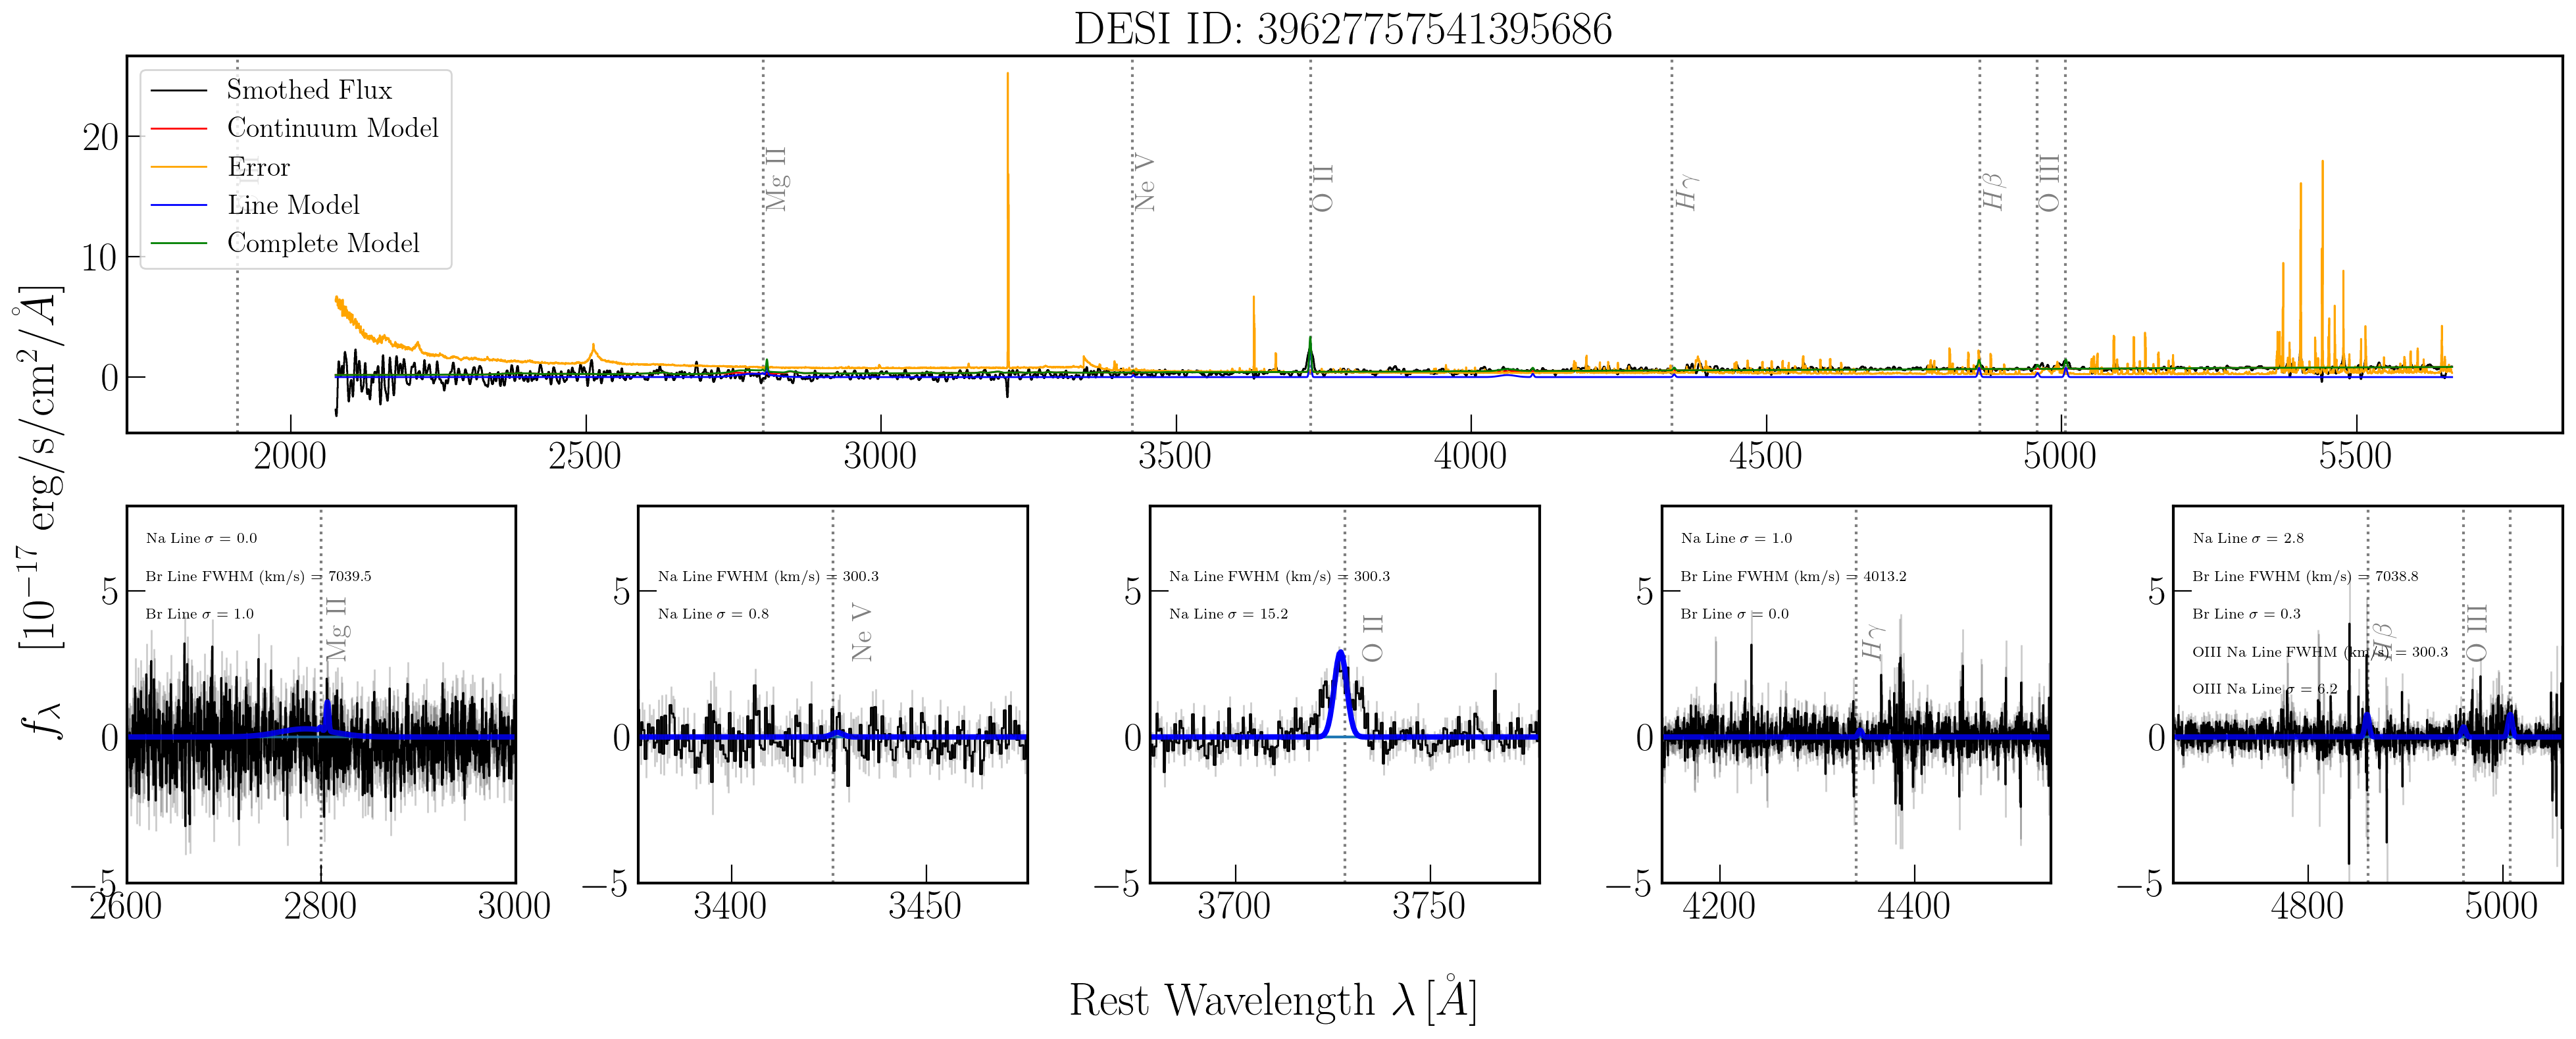 DESI ID: 39627757541395686
Smothed Flux
Continuum Model
Error
Line Model
Complete Model
Mg II
Ne V
O II
Hγ
Hβ
O III
20
10
0
2000
2500
3000
3500
4000
4500
5000
5500
f_λ [10^{-17} erg/s/cm^2/Å]
Na Line σ = 0.0
Br Line FWHM (km/s) = 7039.5
Br Line σ = 1.0
Mg II
5
0
−5
2600
2800
3000
Na Line FWHM (km/s) = 300.3
Na Line σ = 0.8
Ne V
5
0
−5
3400
3450
Na Line FWHM (km/s) = 300.3
Na Line σ = 15.2
O II
5
0
−5
3700
3750
Na Line σ = 1.0
Br Line FWHM (km/s) = 4013.2
Br Line σ = 0.0
Hγ
5
0
−5
4200
4400
Na Line σ = 2.8
Br Line FWHM (km/s) = 7038.8
Br Line σ = 0.3
OIII Na Line FWHM (km/s) = 300.3
OIII Na Line σ = 6.2
Hβ
O III
5
0
−5
4800
5000
Rest Wavelength λ [Å]